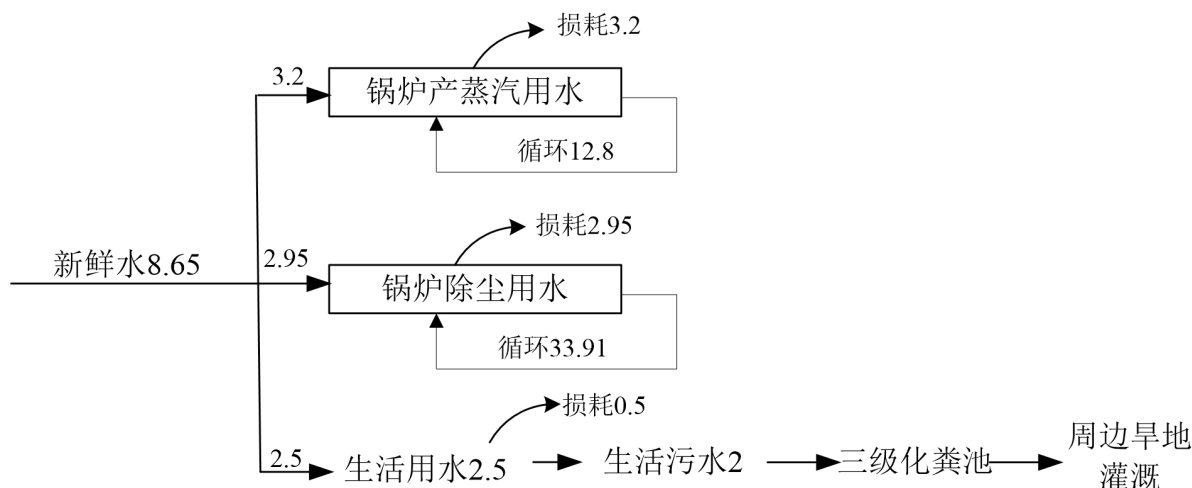 损耗3.2
3.2
锅炉产蒸汽用水
循环12.8
损耗2.95
新鲜水8.65
2.95
锅炉除尘用水
循环33.91
损耗0.5
2.5
生活用水2.5
生活污水2
三级化粪池
周边旱地
灌溉